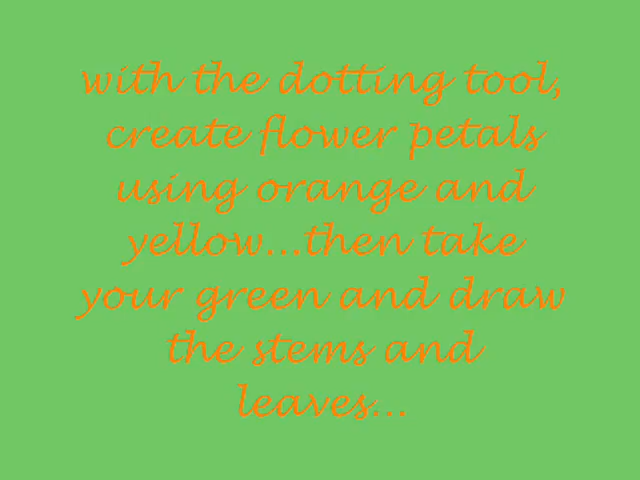 with the dotting tool,
create flower petals
using orange and
yellow...then take
your green and draw
the stems and
leaves...